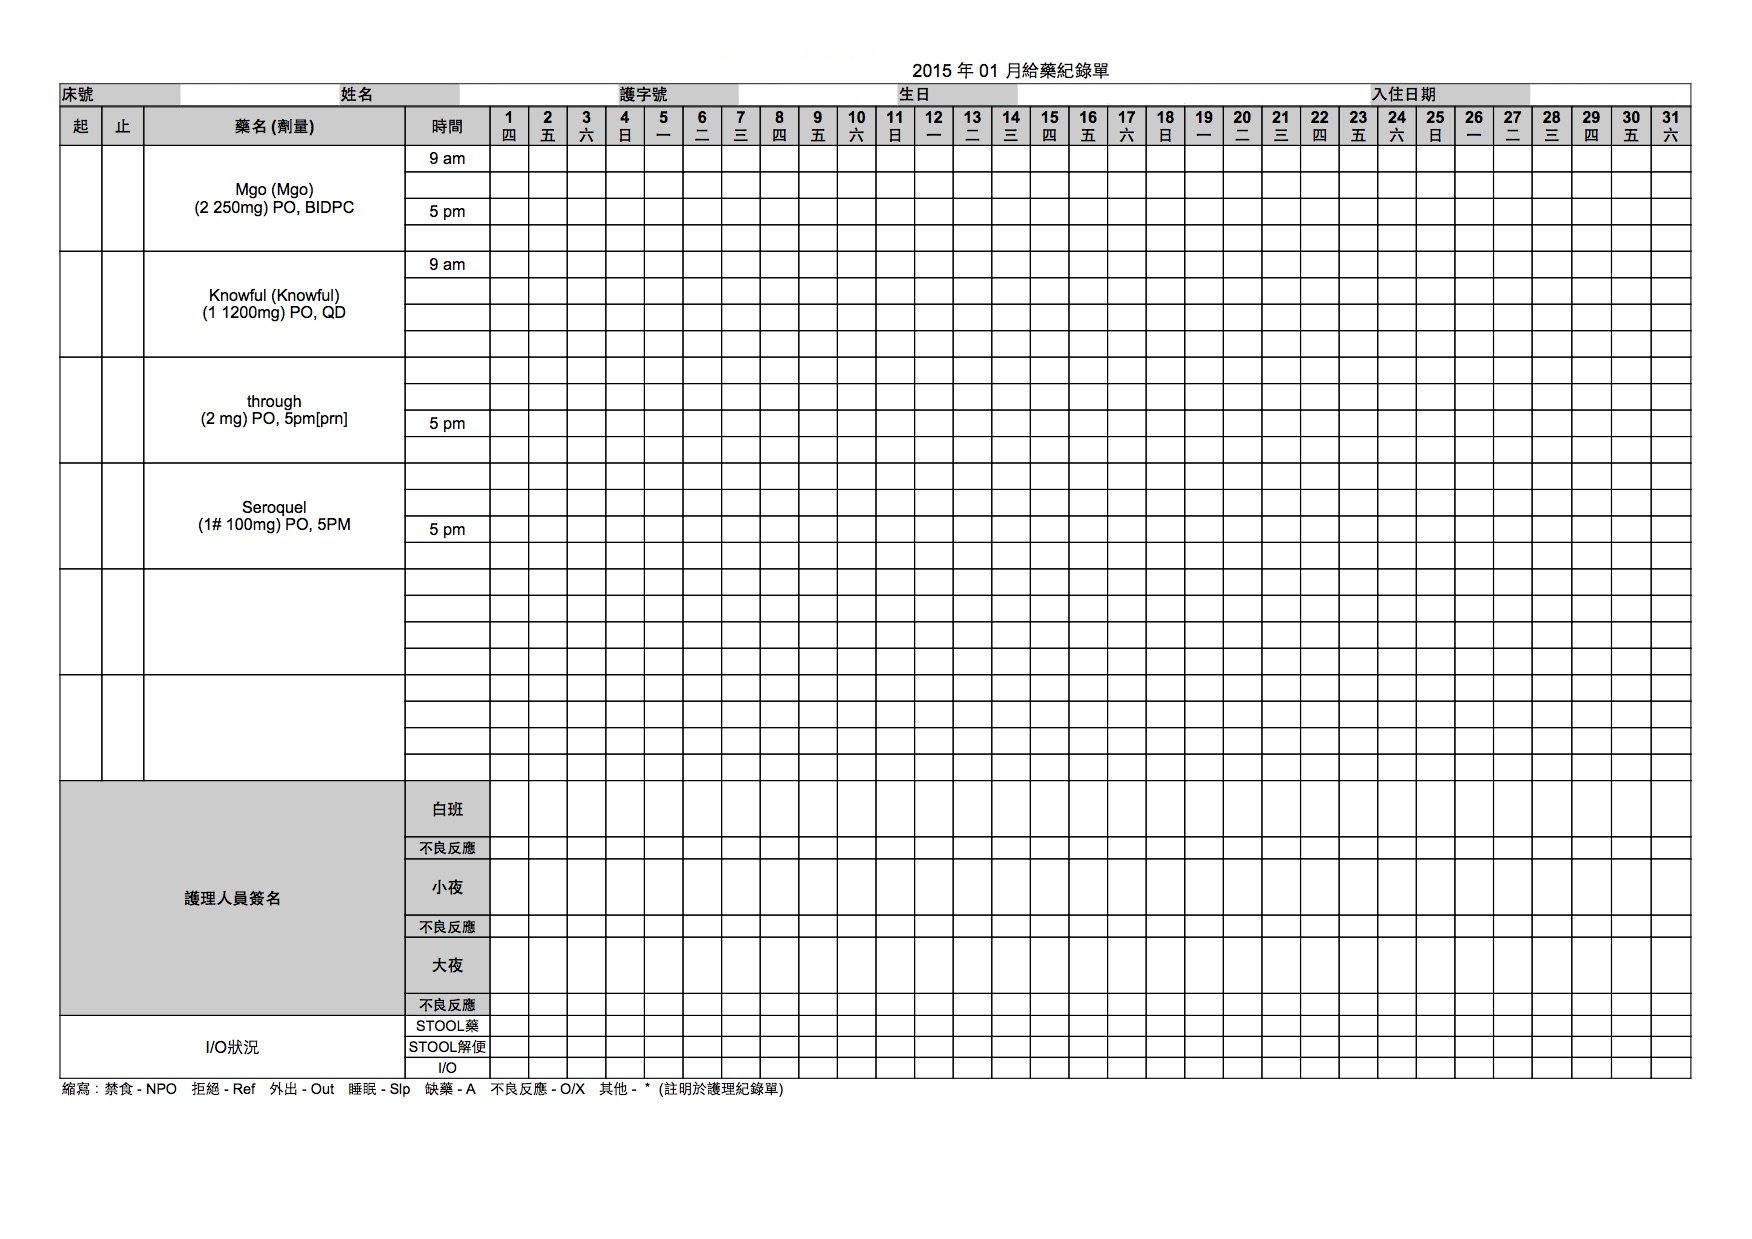 2015 年 01 月給藥紀錄單
床號 姓名 護字號 生日 入住日期
起 止 藥名 (劑量) 時間 1 2 3 4 5 6 7 8 9 10 11 12 13 14 15 16 17 18 19 20 21 22 23 24 25 26 27 28 29 30 31
四 五 六 日 一 二 三 四 五 六 日 一 二 三 四 五 六 日 一 二 三 四 五 六 日 一 二 三 四 五 六
9 am
Mgo (Mgo)
(2 250mg) PO, BIDPC
5 pm
9 am
Knowful (Knowful)
(1 1200mg) PO, QD
through
(2 mg) PO, 5pm[prn]
5 pm
Seroquel
(1# 100mg) PO, 5PM
5 pm
護理人員簽名
白班
不良反應
小夜
不良反應
大夜
不良反應
I/O狀況
STOOL藥
STOOL解便
I/O
縮寫：禁食 - NPO 拒絕 - Ref 外出 - Out 睡眠 - Slp 缺藥 - A 不良反應 - O/X 其他 - * (註明於護理紀錄單)